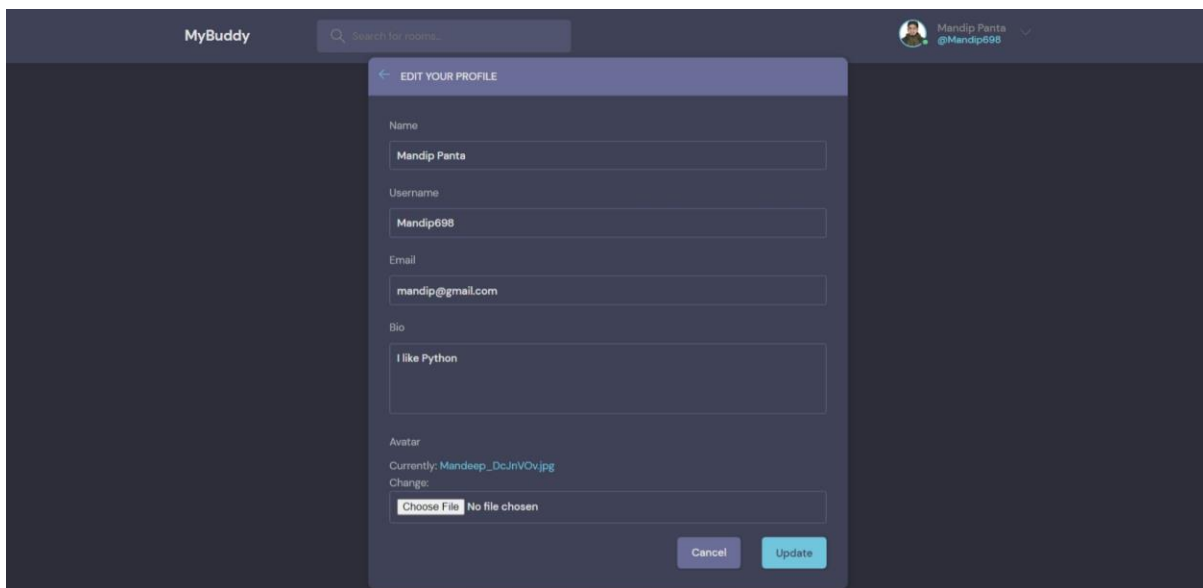 MyBuddy
Search for rooms...
Mandip Panta
@Mandip698
EDIT YOUR PROFILE
Name
Mandip Panta
Username
Mandip698
Email
mandip@gmail.com
Bio
I like Python
Avatar
Currently: Mandeep_DcJnVOv.jpg
Change:
Choose File No file chosen
Cancel Update